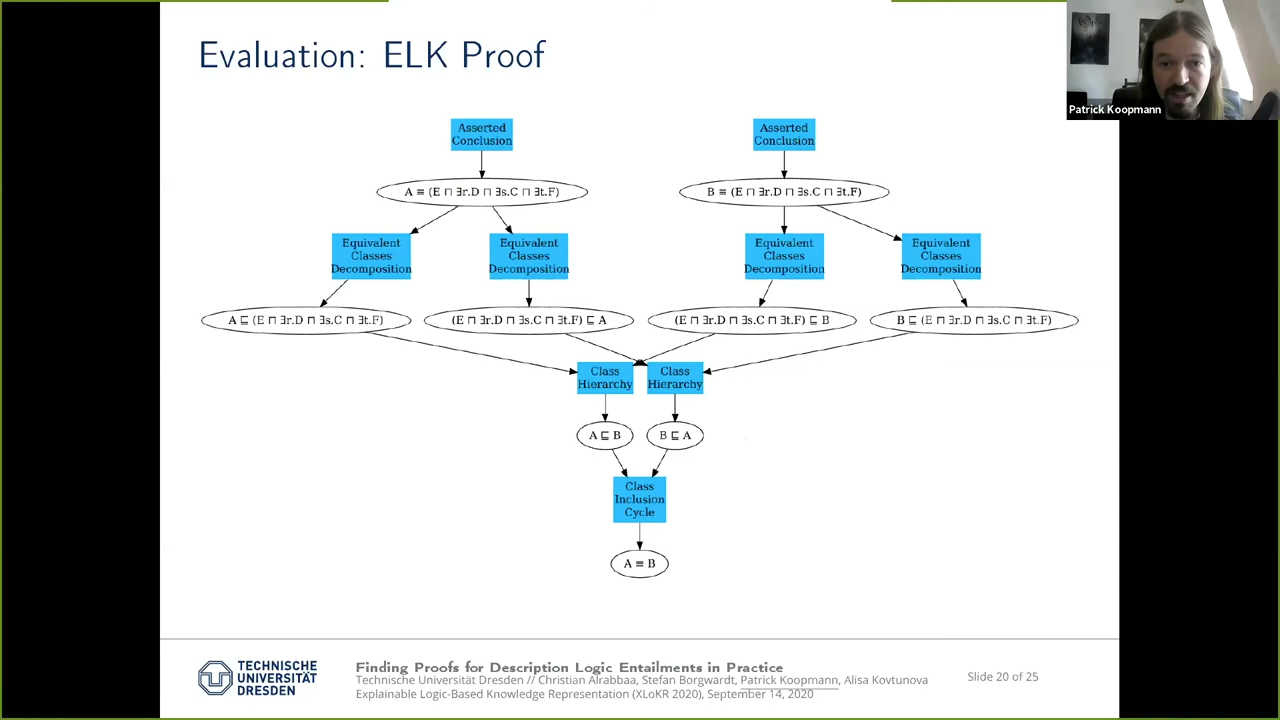 Evaluation: ELK Proof
Patrick Koopmann
Asserted
Conclusion
Asserted
Conclusion
A ≡ (E ⊓ ∃r.D ⊓ ∃s.C ⊓ ∃t.F)
B ≡ (E ⊓ ∃r.D ⊓ ∃s.C ⊓ ∃t.F)
Equivalent
Classes
Decomposition
Equivalent
Classes
Decomposition
Equivalent
Classes
Decomposition
Equivalent
Classes
Decomposition
A ⊑ (E ⊓ ∃r.D ⊓ ∃s.C ⊓ ∃t.F)
(E ⊓ ∃r.D ⊓ ∃s.C ⊓ ∃t.F) ⊑ A
(E ⊓ ∃r.D ⊓ ∃s.C ⊓ ∃t.F) ⊑ B
B ⊑ (E ⊓ ∃r.D ⊓ ∃s.C ⊓ ∃t.F)
Class
Hierarchy
Class
Hierarchy
A ⊑ B
B ⊑ A
Class
Inclusion
Cycle
A ≡ B
TECHNISCHE
UNIVERSITÄT
DRESDEN
Finding Proofs for Description Logic Entailments in Practice
Technische Universität Dresden // Christian Alrabbaa, Stefan Borgwardt, Patrick Koopmann, Alisa Kovtunova
Explainable Logic-Based Knowledge Representation (XLoKR 2020), September 14, 2020
Slide 20 of 25